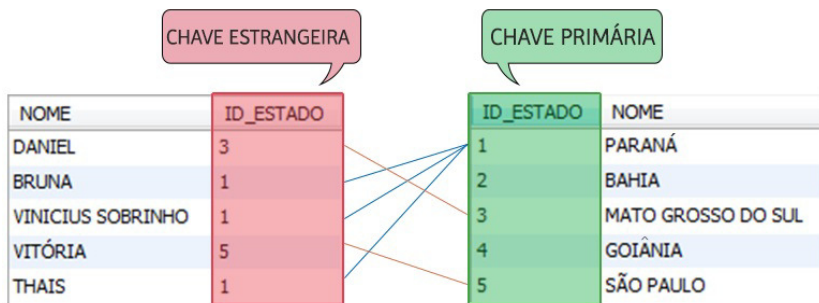 CHAVE ESTRANGEIRA
CHAVE PRIMÁRIA
NOME ID_ESTADO
DANIEL 3
BRUNA 1
VINICIUS SOBRINHO 1
VITÓRIA 5
THAIS 1
ID_ESTADO NOME
1 PARANÁ
2 BAHIA
3 MATO GROSSO DO SUL
4 GOIÂNIA
5 SÃO PAULO